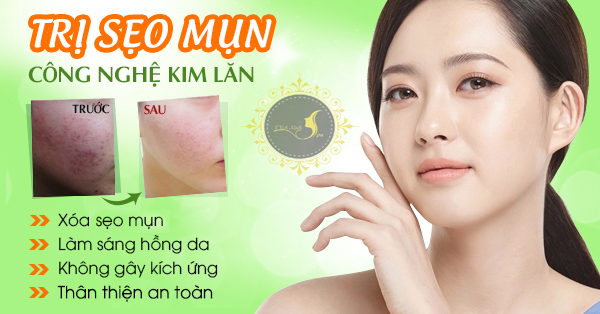 TRỊ SẸO MỤN
CÔNG NGHỆ KIM LĂN
TRƯỚC
SAU
Xóa sẹo mụn
Làm sáng hồng da
Không gây kích ứng
Thân thiện an toàn